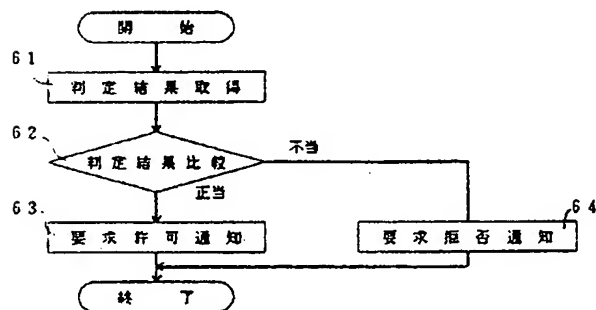 開始
61
判定結果取得
62
判定結果比較
不当
正当
63
要求許可通知
64
要求拒否通知
終了